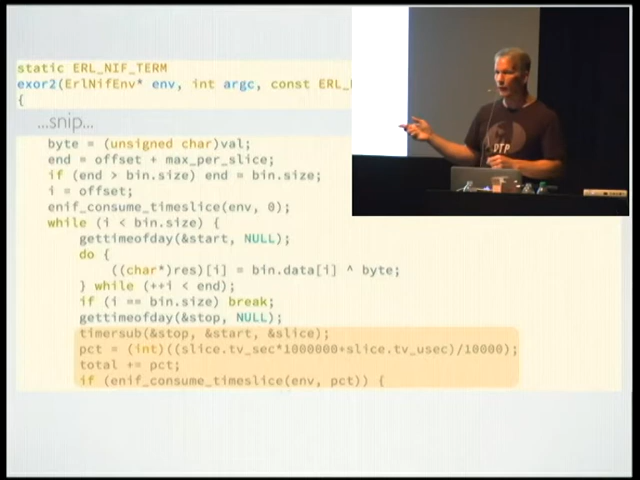 static ERL_NIF_TERM
exor2(ErlNifEnv* env, int argc, const ERL_
{
...snip...
byte = (unsigned char)val;
end = offset + max_per_slice;
if (end > bin.size) end = bin.size;
i = offset;
enif_consume_timeslice(env, 0);
while (i < bin.size) {
gettimeofday(&start, NULL);
do {
((char*)res)[i] = bin.data[i] ^ byte;
} while (++i < end);
if (i == bin.size) break;
gettimeofday(&stop, NULL);
timersub(&stop, &start, &slice);
pct = (int)((slice.tv_sec*1000000+slice.tv_usec)/10000);
total += pct;
if (enif_consume_timeslice(env, pct)) {
DTP